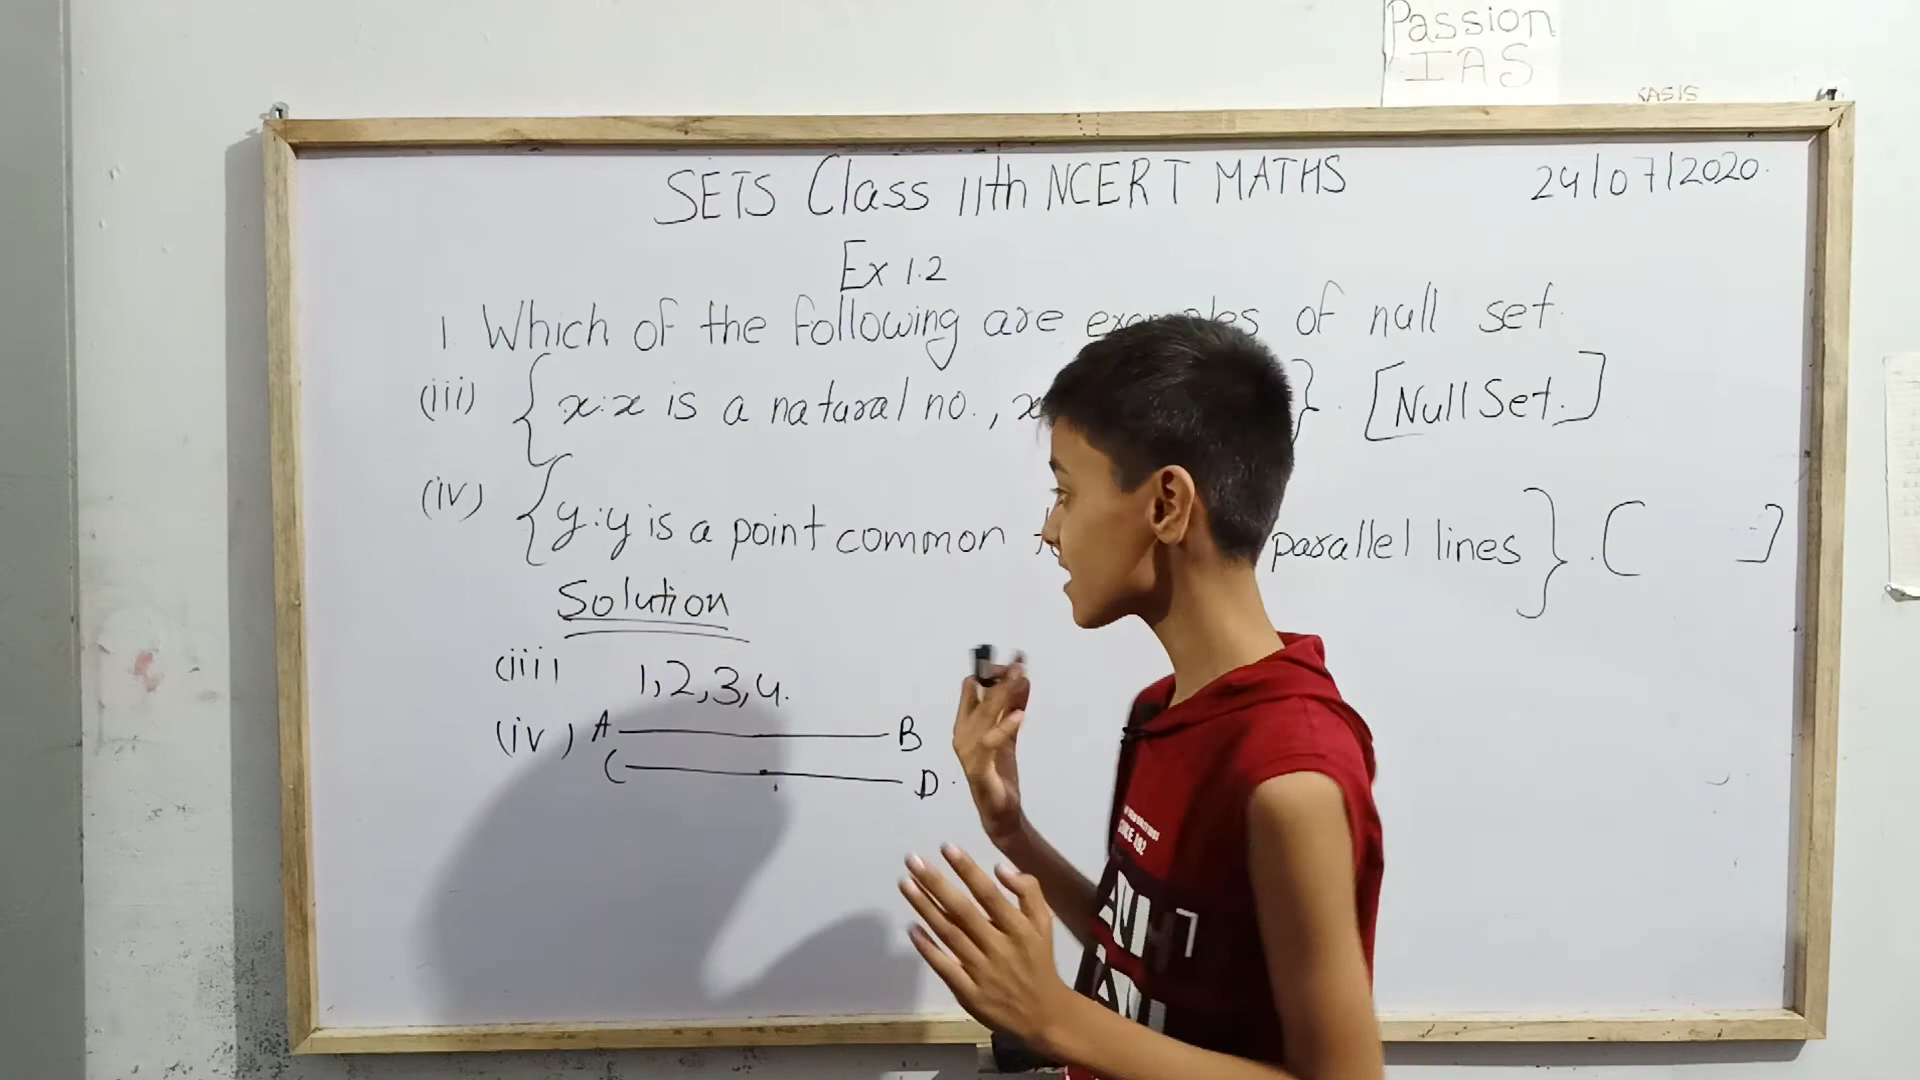 Passion
IAS
KASIS
SETS Class 11th NCERT MATHS 24/07/2020.
Ex 1.2
1 Which of the following are examples of null set.
(iii) { x:x is a natural no., x }. [Null Set.]
(iv) { y:y is a point common parallel lines } . ( ]
Solution
(iii) 1,2,3,4.
(iv) A B
C D.